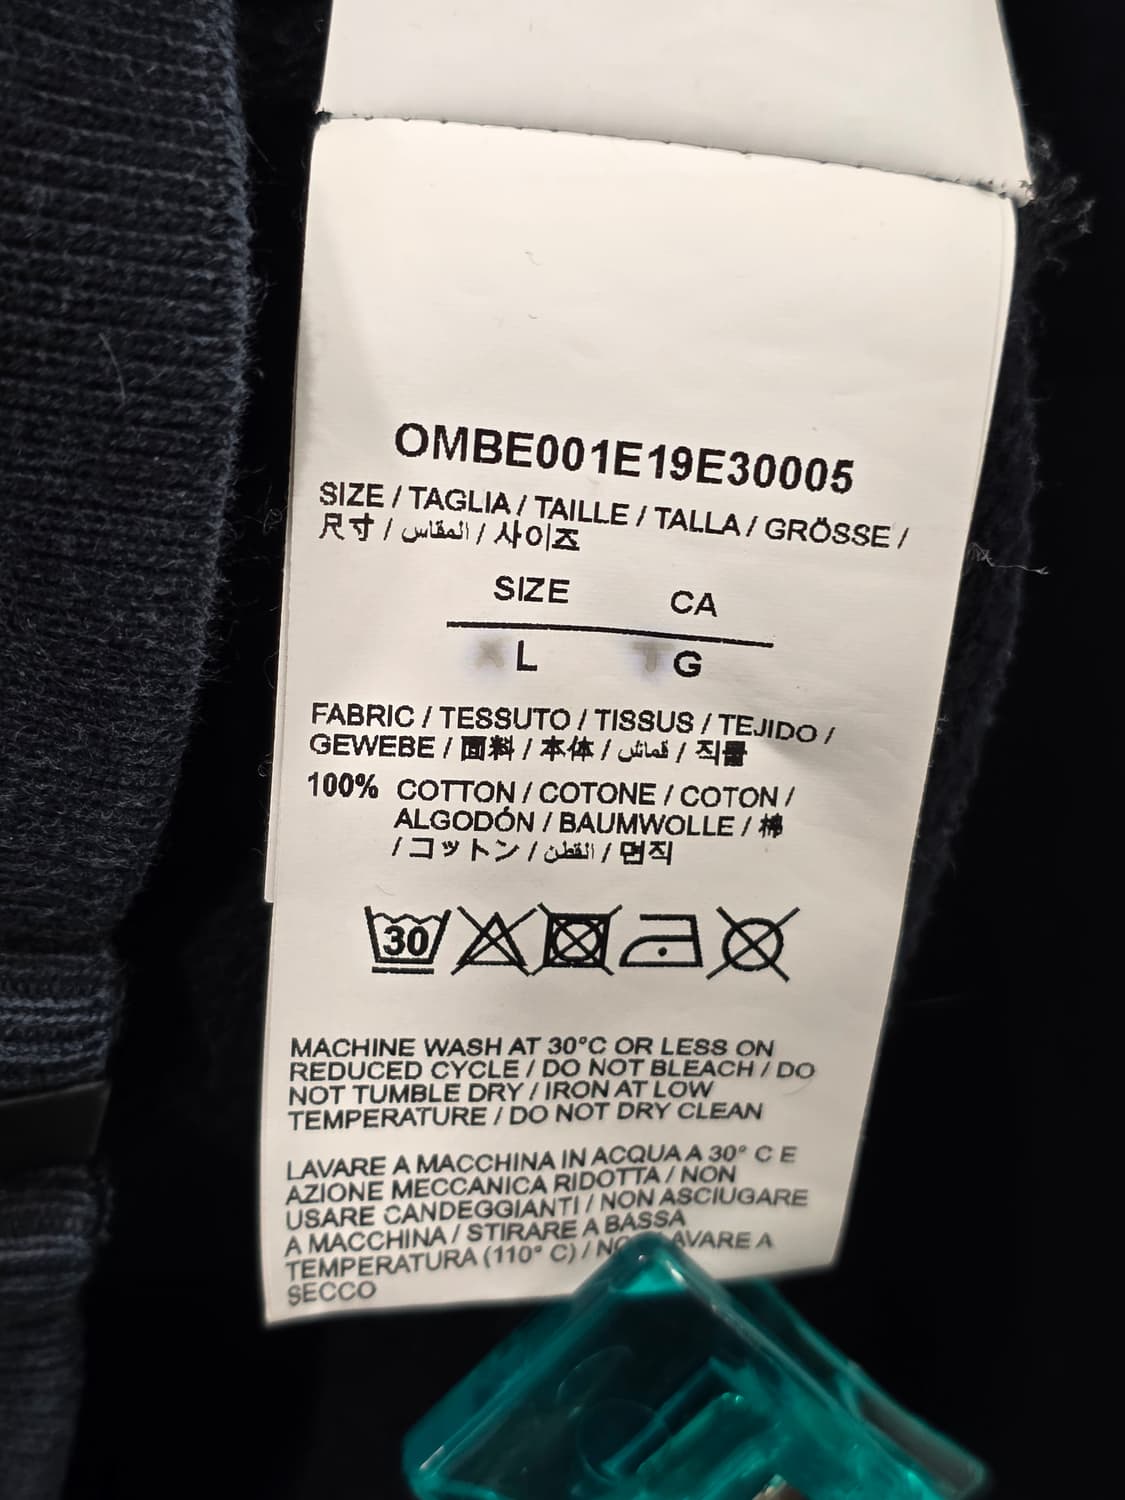 OMBE001E19E30005
SIZE / TAGLIA / TAILLE / TALLA / GRÖSSE /
尺寸 / المقاس / 사이즈
SIZE CA
L G
FABRIC / TESSUTO / TISSUS / TEJIDO /
GEWEBE / 面料 / 本体 / قماش / 직물
100% COTTON / COTONE / COTON /
ALGODÓN / BAUMWOLLE / 棉
/ コットン / القطن / 면직
30
MACHINE WASH AT 30°C OR LESS ON
REDUCED CYCLE / DO NOT BLEACH / DO
NOT TUMBLE DRY / IRON AT LOW
TEMPERATURE / DO NOT DRY CLEAN
LAVARE A MACCHINA IN ACQUA A 30° C E
AZIONE MECCANICA RIDOTTA / NON
USARE CANDEGGIANTI / NON ASCIUGARE
A MACCHINA / STIRARE A BASSA
TEMPERATURA (110° C) / A
SECCO